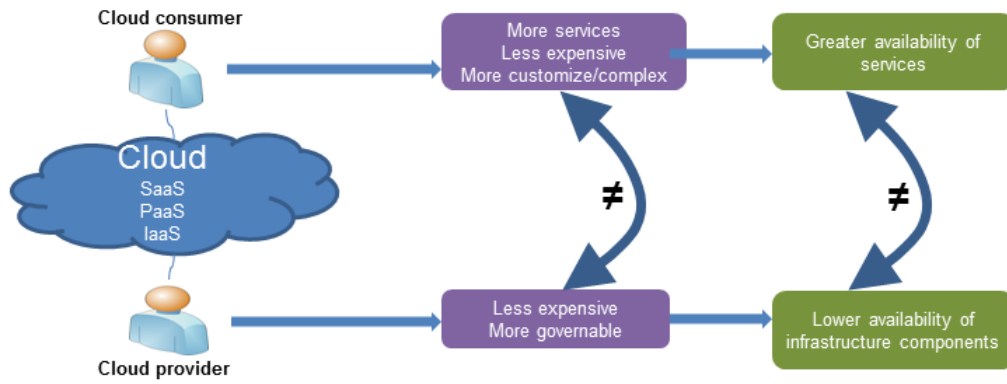 Cloud consumer
More services
Less expensive
More customize/complex
Greater availability of
services
Cloud
SaaS
PaaS
IaaS
≠
≠
Less expensive
More governable
Lower availability of
infrastructure components
Cloud provider